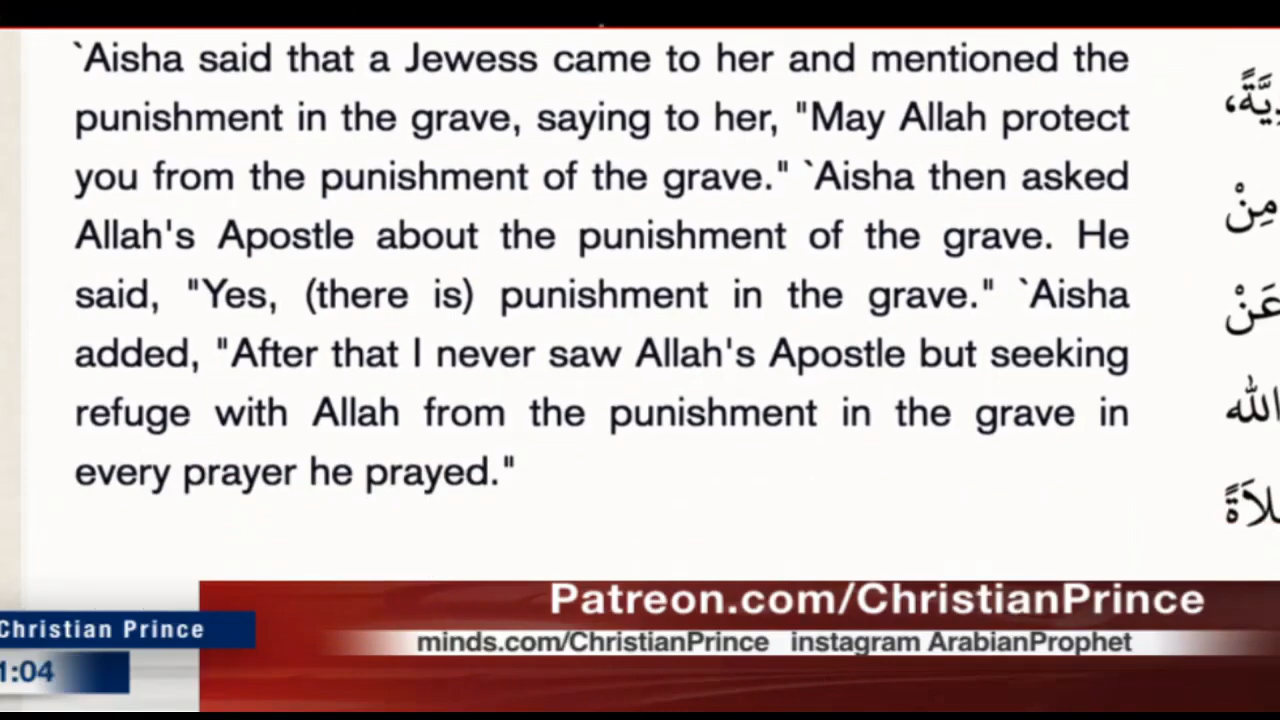 `Aisha said that a Jewess came to her and mentioned the
punishment in the grave, saying to her, "May Allah protect
you from the punishment of the grave." `Aisha then asked
Allah's Apostle about the punishment of the grave. He
said, "Yes, (there is) punishment in the grave." `Aisha
added, "After that I never saw Allah's Apostle but seeking
refuge with Allah from the punishment in the grave in
every prayer he prayed."
مِنْ
عَنْ
الله
Patreon.com/ChristianPrince
Christian Prince
minds.com/ChristianPrince instagram ArabianProphet
1:04